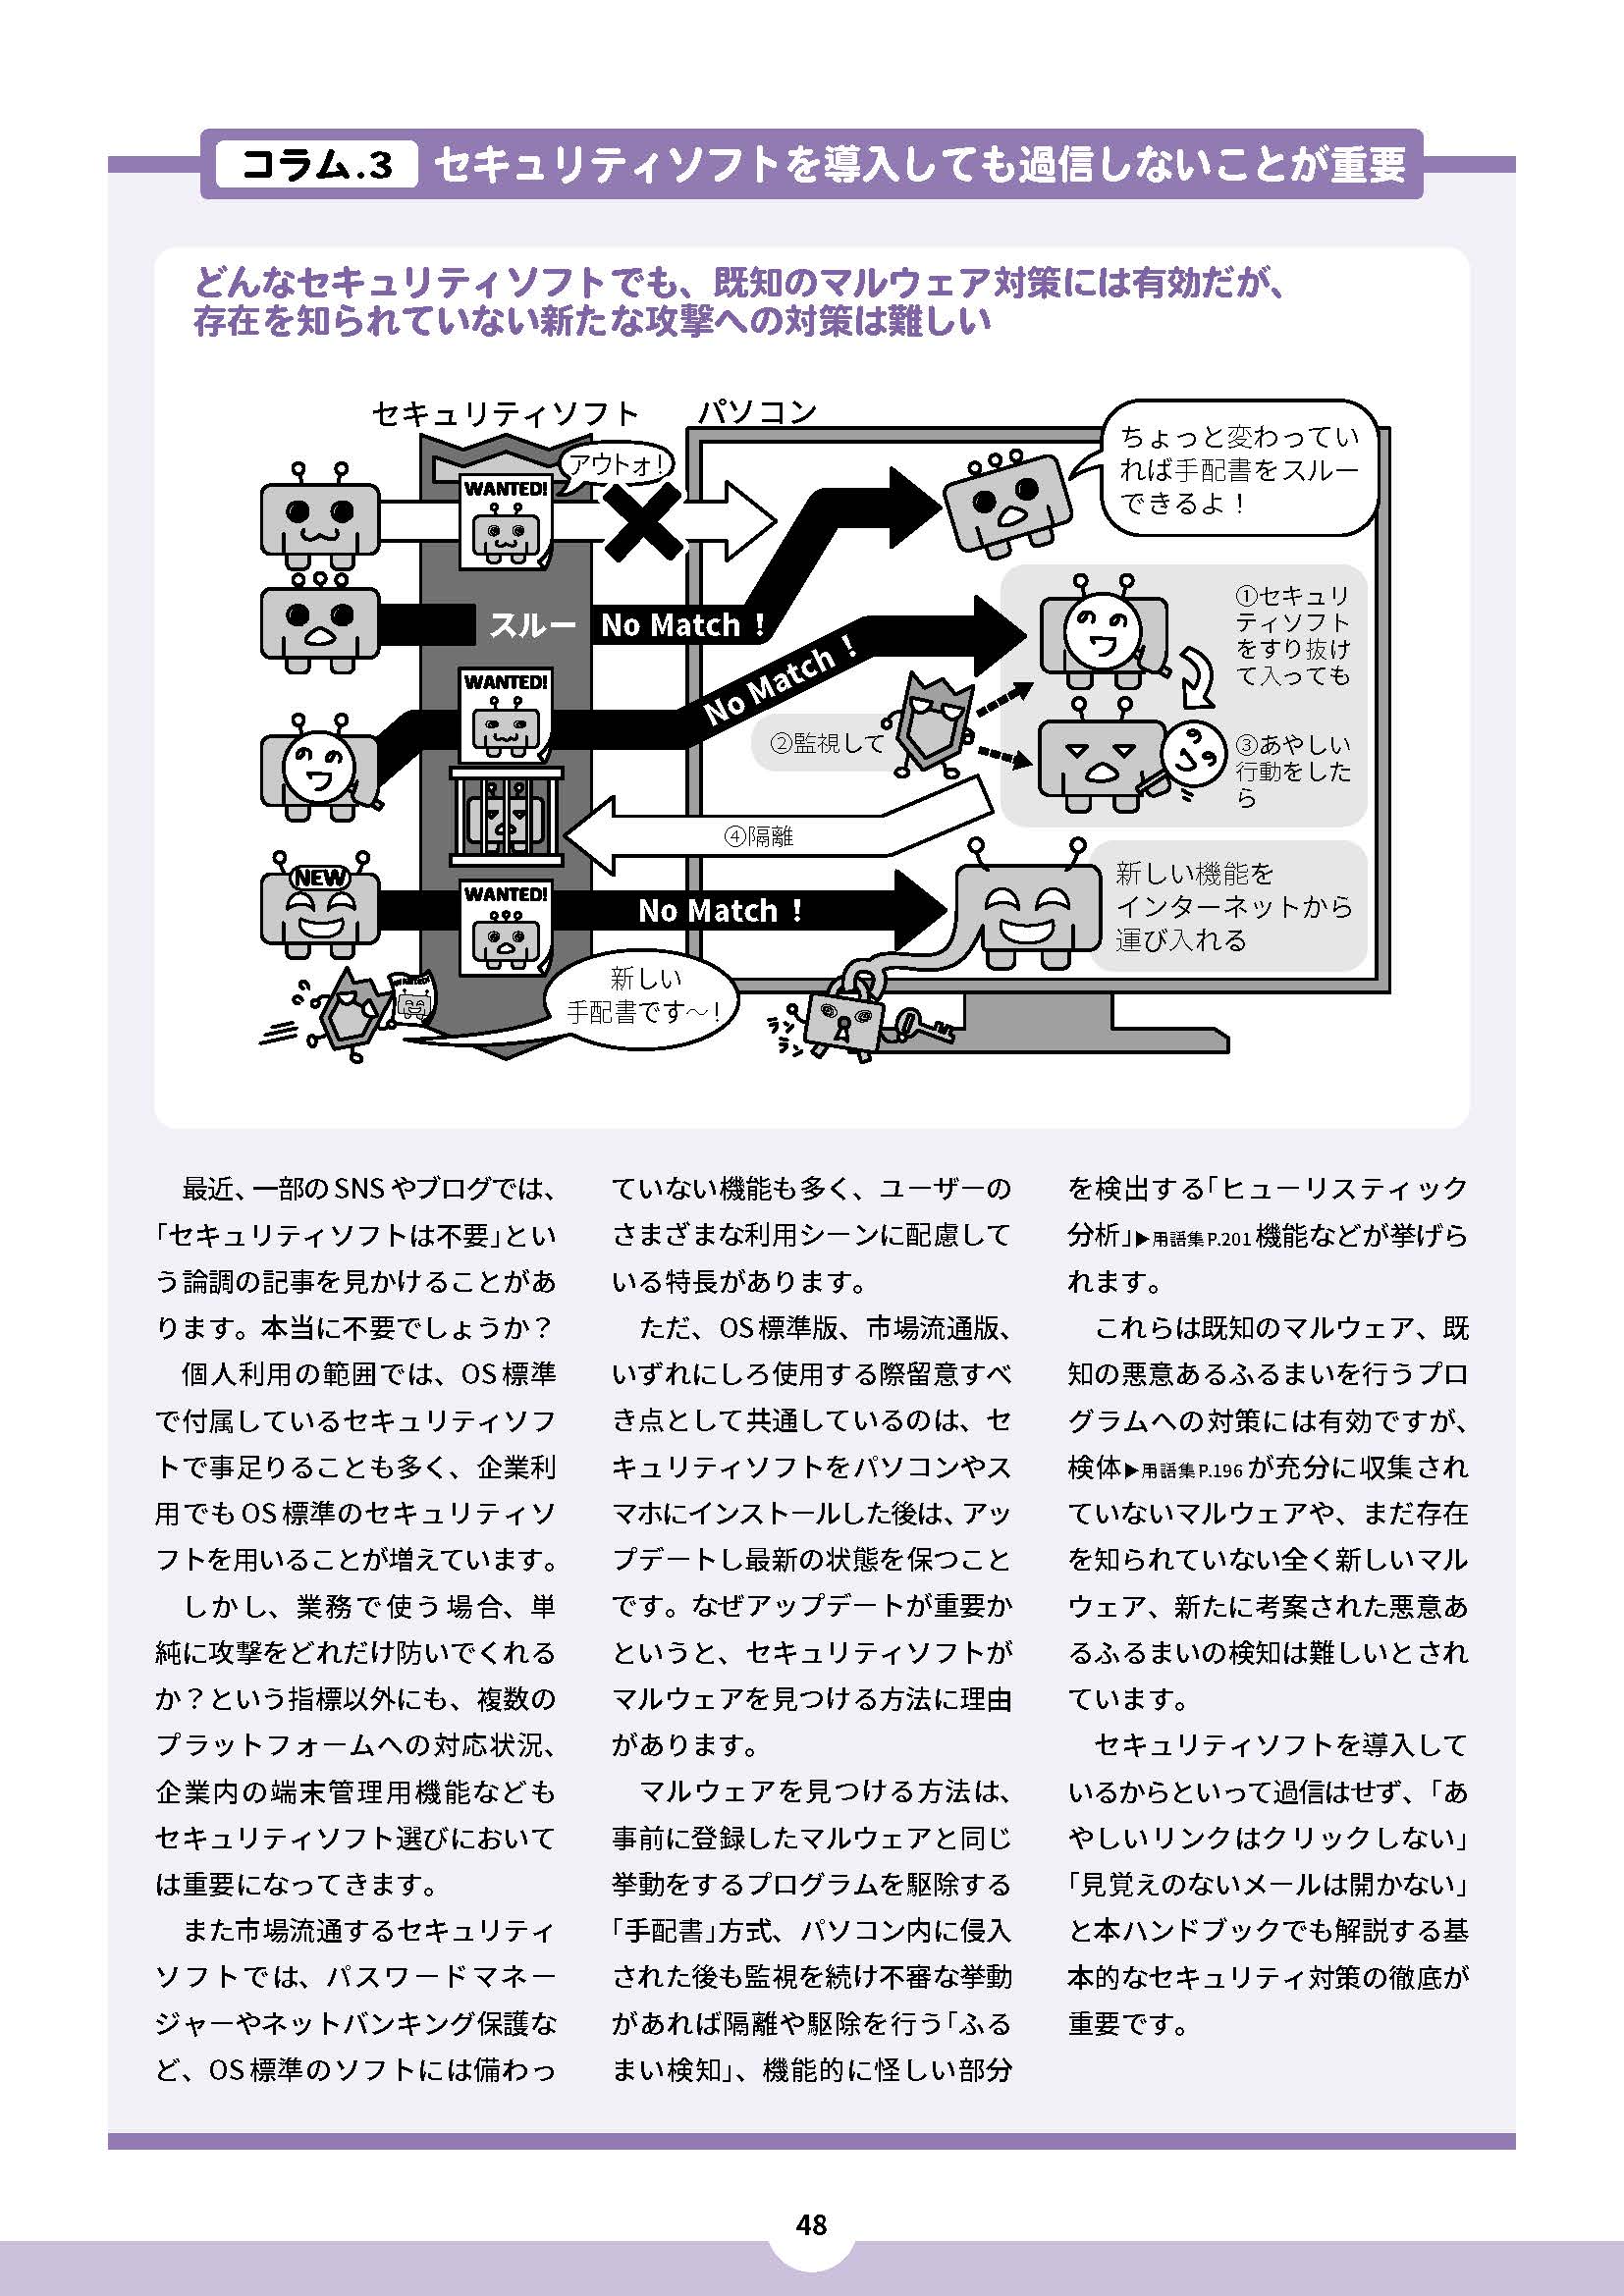 コラム.3 セキュリティソフトを導入しても過信しないことが重要
どんなセキュリティソフトでも、既知のマルウェア対策には有効だが、
存在を知られていない新たな攻撃への対策は難しい
セキュリティソフト
パソコン
アウトォ！
WANTED!
ちょっと変わってい
れば手配書をスルー
できるよ！
スルー
No Match！
WANTED!
No Match！
①セキュリ
ティソフト
をすり抜け
て入っても
②監視して
③あやしい
行動をした
ら
④隔離
NEW
WANTED!
No Match！
新しい機能を
インターネットから
運び入れる
新しい
手配書です〜！
WANTED!
ラン
ラン
最近、一部のSNSやブログでは、
「セキュリティソフトは不要」とい
う論調の記事を見かけることがあ
ります。本当に不要でしょうか？
個人利用の範囲では、OS標準
で付属しているセキュリティソフ
トで事足りることも多く、企業利
用でもOS標準のセキュリティソ
フトを用いることが増えています。
しかし、業務で使う場合、単
純に攻撃をどれだけ防いでくれる
か？という指標以外にも、複数の
プラットフォームへの対応状況、
企業内の端末管理用機能なども
セキュリティソフト選びにおいて
は重要になってきます。
また市場流通するセキュリティ
ソフトでは、パスワードマネー
ジャーやネットバンキング保護な
ど、OS標準のソフトには備わっ
ていない機能も多く、ユーザーの
さまざまな利用シーンに配慮して
いる特長があります。
ただ、OS標準版、市場流通版、
いずれにしろ使用する際留意すべ
き点として共通しているのは、セ
キュリティソフトをパソコンやス
マホにインストールした後は、アッ
プデートし最新の状態を保つこと
です。なぜアップデートが重要か
というと、セキュリティソフトが
マルウェアを見つける方法に理由
があります。
マルウェアを見つける方法は、
事前に登録したマルウェアと同じ
挙動をするプログラムを駆除する
「手配書」方式、パソコン内に侵入
された後も監視を続け不審な挙動
があれば隔離や駆除を行う「ふる
まい検知」、機能的に怪しい部分
を検出する「ヒューリスティック
分析」▶用語集P.201機能などが挙げら
れます。
これらは既知のマルウェア、既
知の悪意あるふるまいを行うプロ
グラムへの対策には有効ですが、
検体▶用語集P.196が充分に収集され
ていないマルウェアや、まだ存在
を知られていない全く新しいマル
ウェア、新たに考案された悪意あ
るふるまいの検知は難しいとされ
ています。
セキュリティソフトを導入して
いるからといって過信はせず、「あ
やしいリンクはクリックしない」
「見覚えのないメールは開かない」
と本ハンドブックでも解説する基
本的なセキュリティ対策の徹底が
重要です。
48